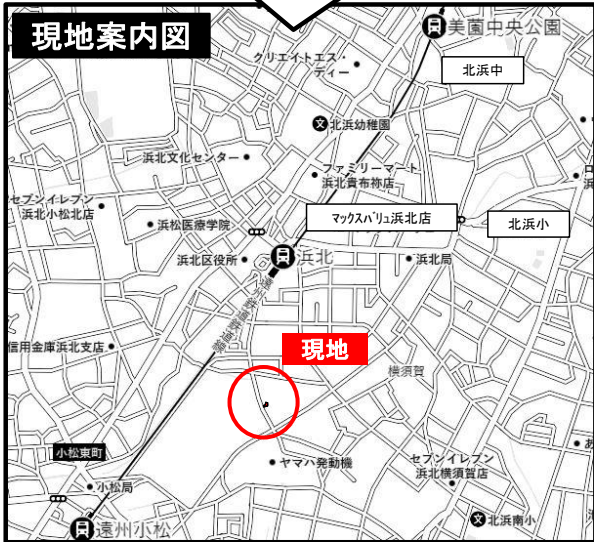 現地案内図
美薗中央公園
クリエイトエス・
ディー
北浜中
北浜幼稚園
浜北文化センター
ファミリーマート
浜北貴布祢店
セブンイレブン
浜北小松北店
浜松医療学院
マックスバリュ浜北店
北浜小
浜北区役所
浜北
浜北局
遠州鉄道鉄道線
信用金庫浜北支店
現地
横須賀
小松東町
ヤマハ発動機
セブンイレブン
浜北横須賀店
小松局
遠州小松
北浜南小